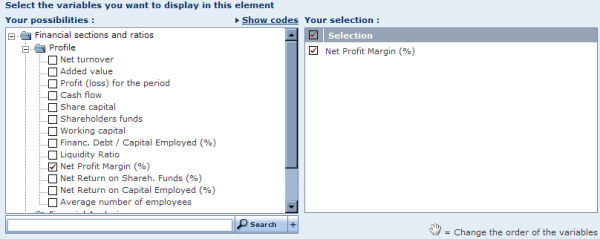 Select the variables you want to display in this element
Your possibilities : Show codes
Financial sections and ratios
Profile
Net turnover
Added value
Profit (loss) for the period
Cash flow
Share capital
Shareholders funds
Working capital
Financ. Debt / Capital Employed (%)
Liquidity Ratio
Net Profit Margin (%)
Net Return on Shareh. Funds (%)
Net Return on Capital Employed (%)
Average number of employees
Search +
Your selection :
Selection
Net Profit Margin (%)
= Change the order of the variables